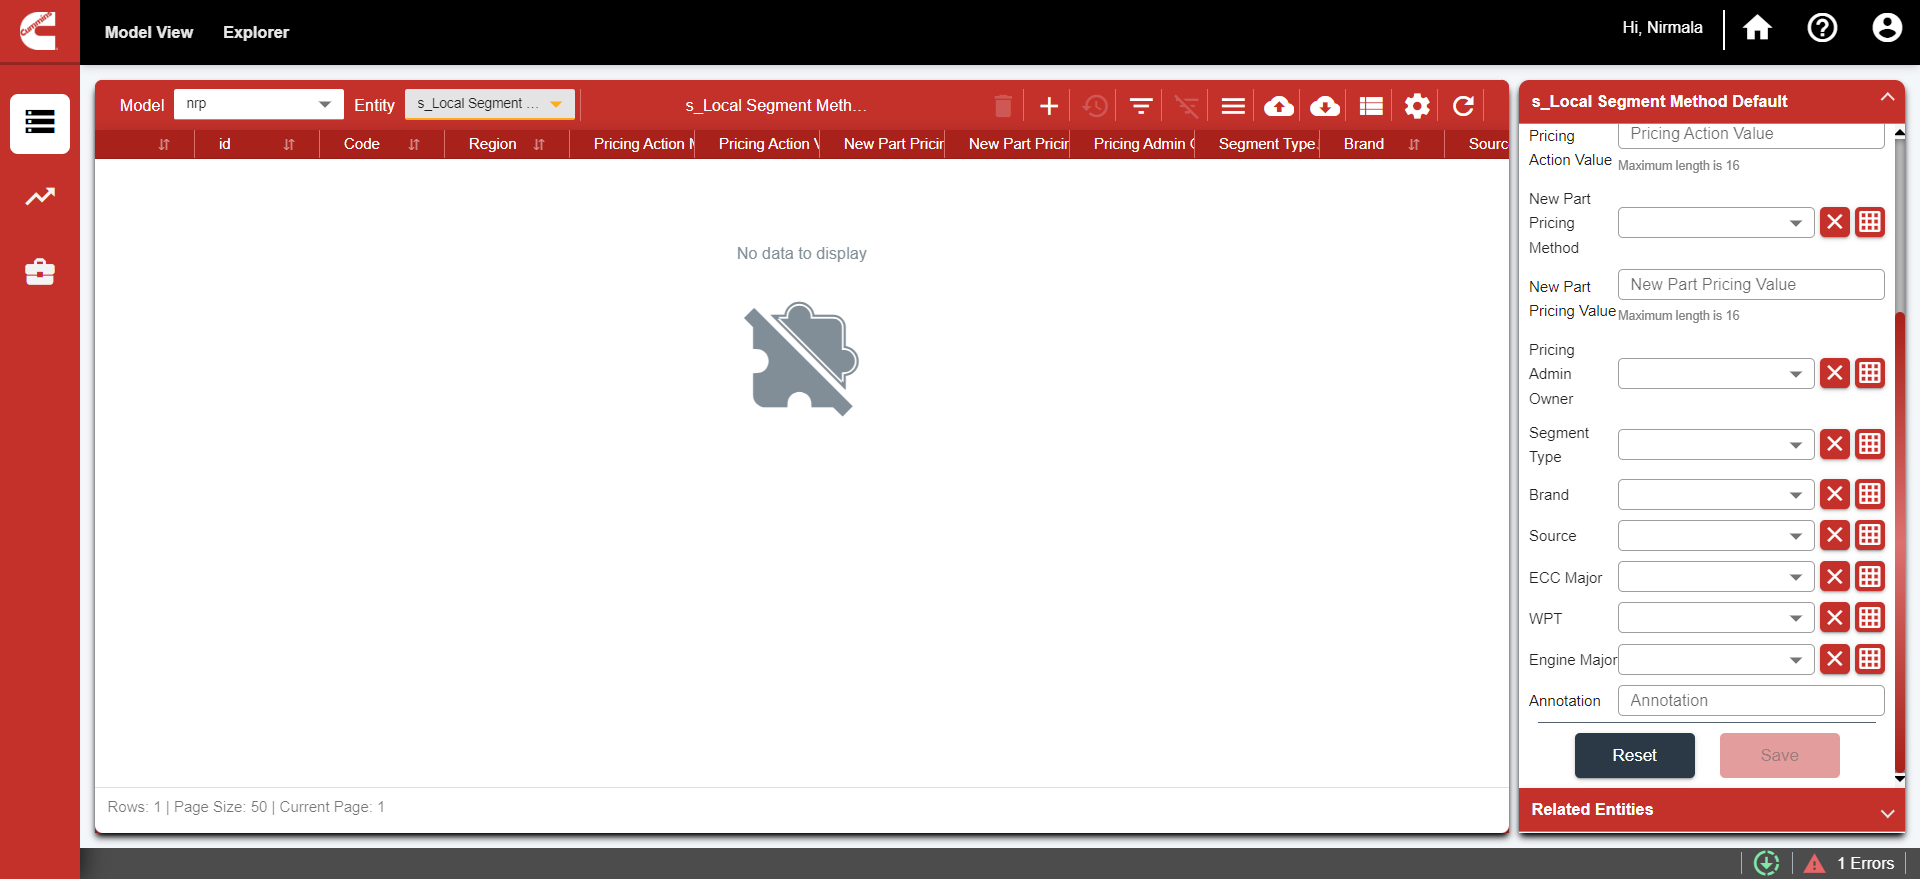 Cummins
Model View
Explorer
Hi, Nirmala
Model
nrp
Entity
s_Local Segment ...
s_Local Segment Meth...
id
Code
Region
Pricing Action M
Pricing Action V
New Part Pricin
New Part Pricin
Pricing Admin O
Segment Type
Brand
Source
No data to display
Rows: 1 | Page Size: 50 | Current Page: 1
s_Local Segment Method Default
Pricing
Action Value
Pricing Action Value
Maximum length is 16
New Part
Pricing
Method
New Part
Pricing Value
New Part Pricing Value
Maximum length is 16
Pricing
Admin
Owner
Segment
Type
Brand
Source
ECC Major
WPT
Engine Major
Annotation
Annotation
Reset
Save
Related Entities
1 Errors